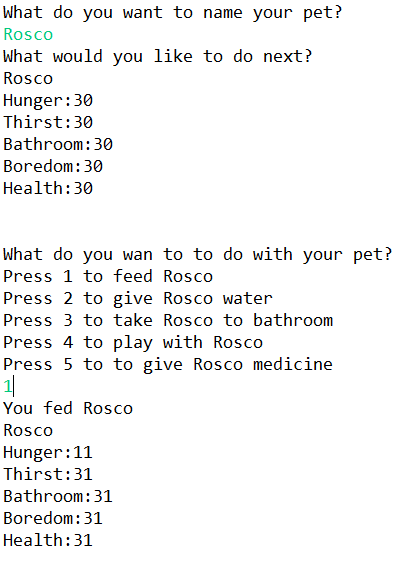 What do you want to name your pet?
Rosco
What would you like to do next?
Rosco
Hunger:30
Thirst:30
Bathroom:30
Boredom:30
Health:30
What do you wan to to do with your pet?
Press 1 to feed Rosco
Press 2 to give Rosco water
Press 3 to take Rosco to bathroom
Press 4 to play with Rosco
Press 5 to to give Rosco medicine
1
You fed Rosco
Rosco
Hunger:11
Thirst:31
Bathroom:31
Boredom:31
Health:31